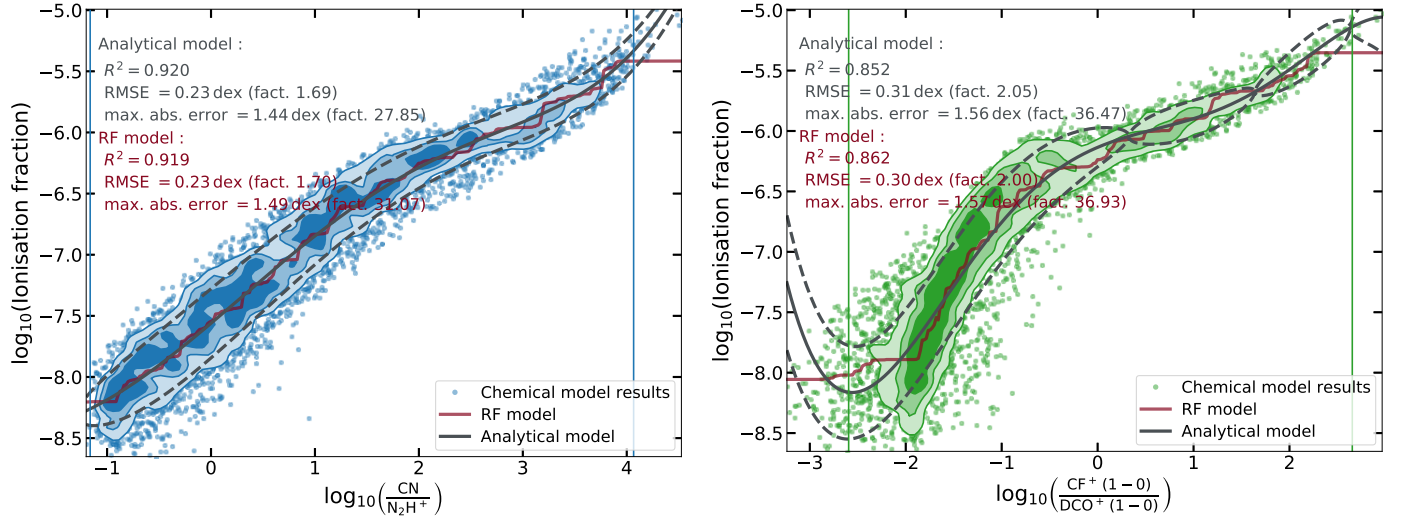 −5.0
−5.5
−6.0
−6.5
−7.0
−7.5
−8.0
−8.5
log₁₀(Ionisation fraction)
Analytical model :
R² = 0.920
RMSE = 0.23 dex (fact. 1.69)
max. abs. error = 1.44 dex (fact. 27.85)
RF model :
R² = 0.919
RMSE = 0.23 dex (fact. 1.70)
max. abs. error = 1.49 dex (fact. 31.07)
Chemical model results
RF model
Analytical model
−1 0 1 2 3 4
log₁₀(CN/N₂H⁺)
−5.0
−5.5
−6.0
−6.5
−7.0
−7.5
−8.0
−8.5
log₁₀(Ionisation fraction)
Analytical model :
R² = 0.852
RMSE = 0.31 dex (fact. 2.05)
max. abs. error = 1.56 dex (fact. 36.47)
RF model :
R² = 0.862
RMSE = 0.30 dex (fact. 2.00)
max. abs. error = 1.57 dex (fact. 36.93)
Chemical model results
RF model
Analytical model
−3 −2 −1 0 1 2
log₁₀(CF⁺ (1−0)/DCO⁺ (1−0))